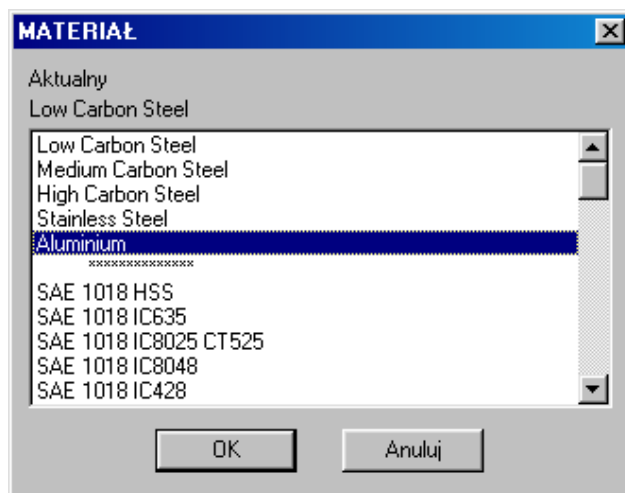 MATERIAŁ
Aktualny
Low Carbon Steel
Low Carbon Steel
Medium Carbon Steel
High Carbon Steel
Stainless Steel
Aluminium
**************
SAE 1018 HSS
SAE 1018 IC635
SAE 1018 IC8025 CT525
SAE 1018 IC8048
SAE 1018 IC428
OK Anuluj